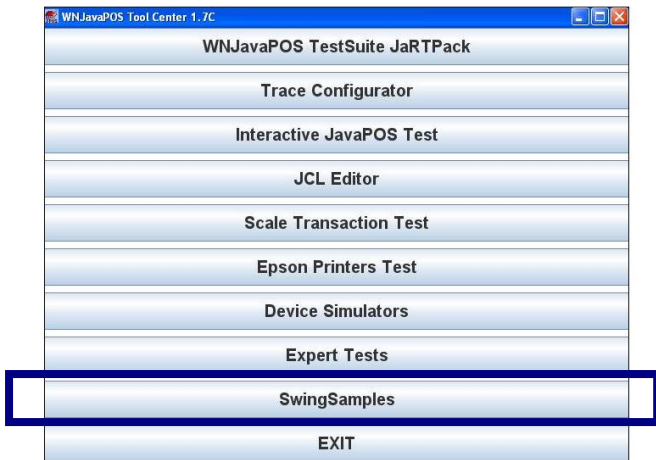 WNJavaPOS Tool Center 1.7C
WNJavaPOS TestSuite JaRTPack
Trace Configurator
Interactive JavaPOS Test
JCL Editor
Scale Transaction Test
Epson Printers Test
Device Simulators
Expert Tests
SwingSamples
EXIT